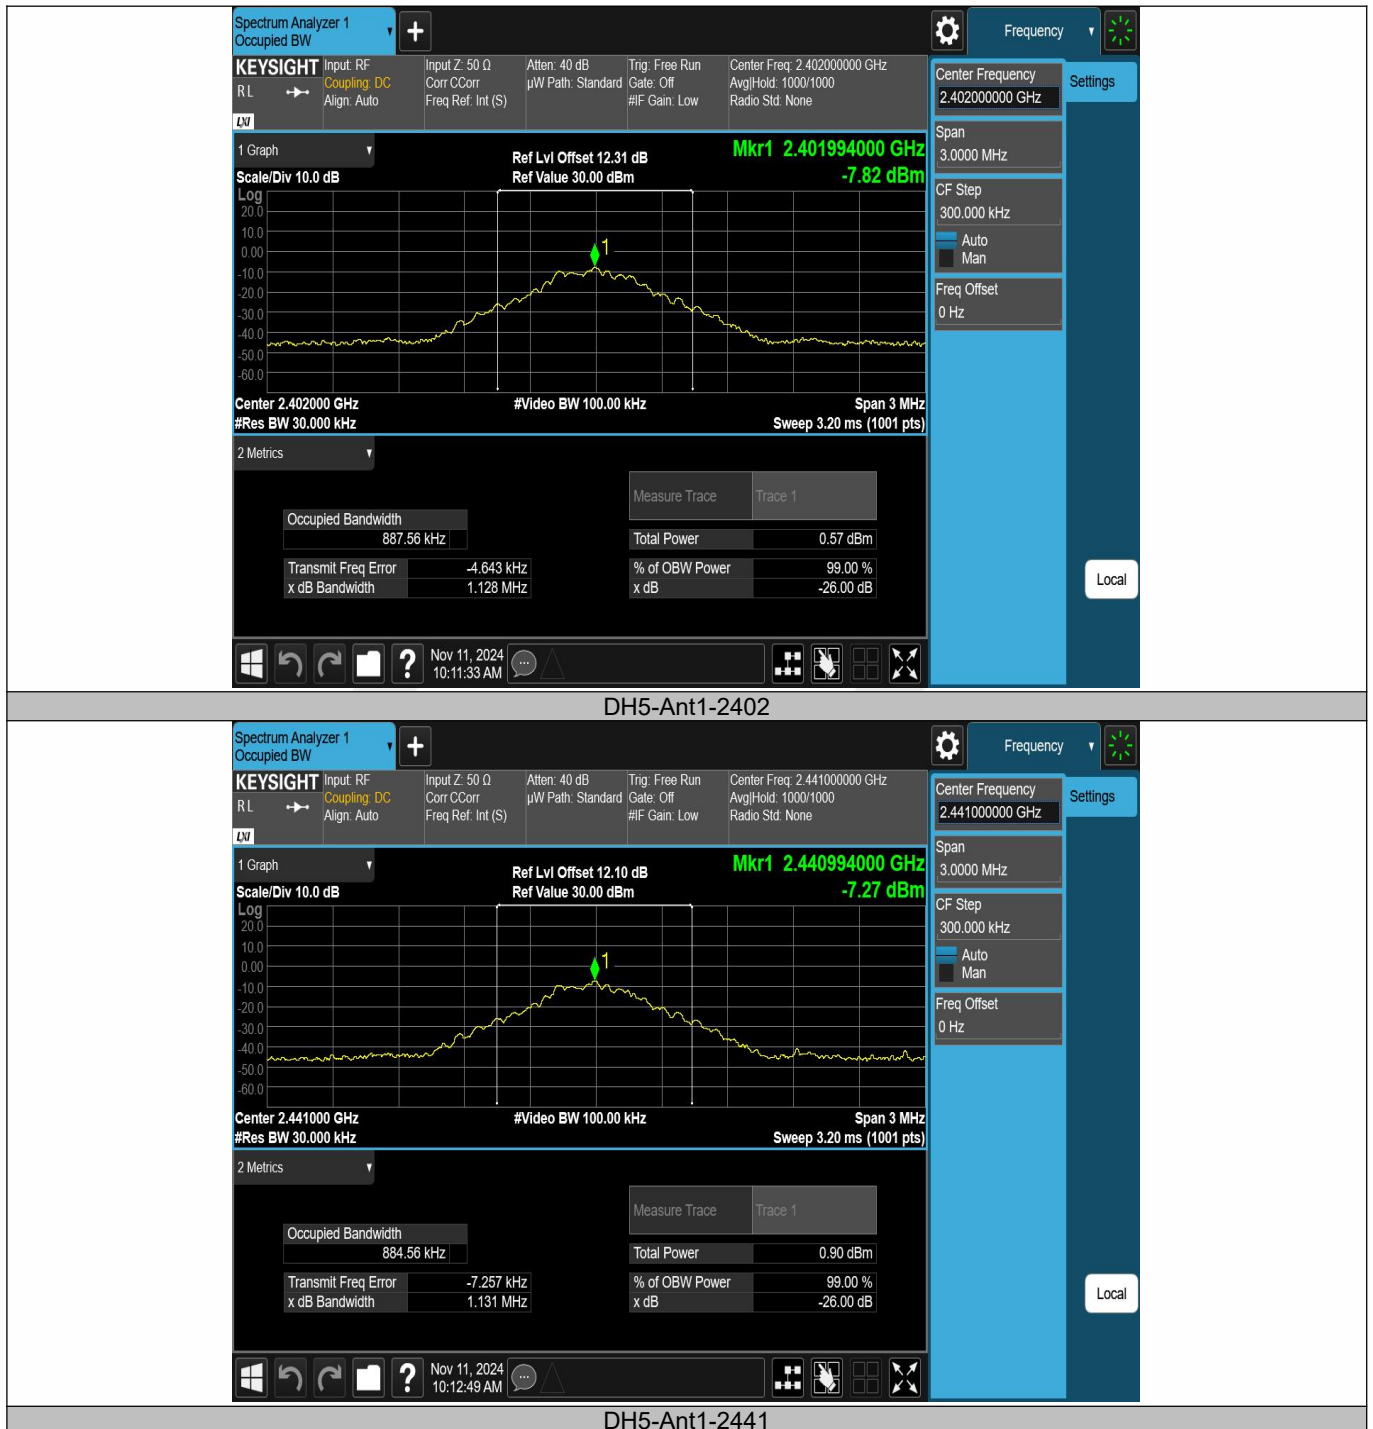 Spectrum Analyzer 1
Occupied BW
Frequency
KEYSIGHT
R L
LXI
Input: RF
Coupling: DC
Align: Auto
Input Z: 50 Ω
Corr CCorr
Freq Ref: Int (S)
Atten: 40 dB
µW Path: Standard
Trig: Free Run
Gate: Off
#IF Gain: Low
Center Freq: 2.402000000 GHz
Avg|Hold: 1000/1000
Radio Std: None
Center Frequency
2.402000000 GHz
Settings
Span
3.0000 MHz
CF Step
300.000 kHz
Auto
Man
Freq Offset
0 Hz
Local
1 Graph
Scale/Div 10.0 dB
Ref Lvl Offset 12.31 dB
Ref Value 30.00 dBm
Mkr1 2.401994000 GHz
-7.82 dBm
Log
20.0
10.0
0.00
-10.0
-20.0
-30.0
-40.0
-50.0
-60.0
1
Center 2.402000 GHz
#Video BW 100.00 kHz
Span 3 MHz
#Res BW 30.000 kHz
Sweep 3.20 ms (1001 pts)
2 Metrics
Measure Trace Trace 1
Occupied Bandwidth
887.56 kHz
Total Power 0.57 dBm
Transmit Freq Error -4.643 kHz
% of OBW Power 99.00 %
x dB Bandwidth 1.128 MHz
x dB -26.00 dB
?
Nov 11, 2024
10:11:33 AM
DH5-Ant1-2402
Spectrum Analyzer 1
Occupied BW
Frequency
KEYSIGHT
R L
LXI
Input: RF
Coupling: DC
Align: Auto
Input Z: 50 Ω
Corr CCorr
Freq Ref: Int (S)
Atten: 40 dB
µW Path: Standard
Trig: Free Run
Gate: Off
#IF Gain: Low
Center Freq: 2.441000000 GHz
Avg|Hold: 1000/1000
Radio Std: None
Center Frequency
2.441000000 GHz
Settings
Span
3.0000 MHz
CF Step
300.000 kHz
Auto
Man
Freq Offset
0 Hz
Local
1 Graph
Scale/Div 10.0 dB
Ref Lvl Offset 12.10 dB
Ref Value 30.00 dBm
Mkr1 2.440994000 GHz
-7.27 dBm
Log
20.0
10.0
0.00
-10.0
-20.0
-30.0
-40.0
-50.0
-60.0
1
Center 2.441000 GHz
#Video BW 100.00 kHz
Span 3 MHz
#Res BW 30.000 kHz
Sweep 3.20 ms (1001 pts)
2 Metrics
Measure Trace Trace 1
Occupied Bandwidth
884.56 kHz
Total Power 0.90 dBm
Transmit Freq Error -7.257 kHz
% of OBW Power 99.00 %
x dB Bandwidth 1.131 MHz
x dB -26.00 dB
?
Nov 11, 2024
10:12:49 AM
DH5-Ant1-2441